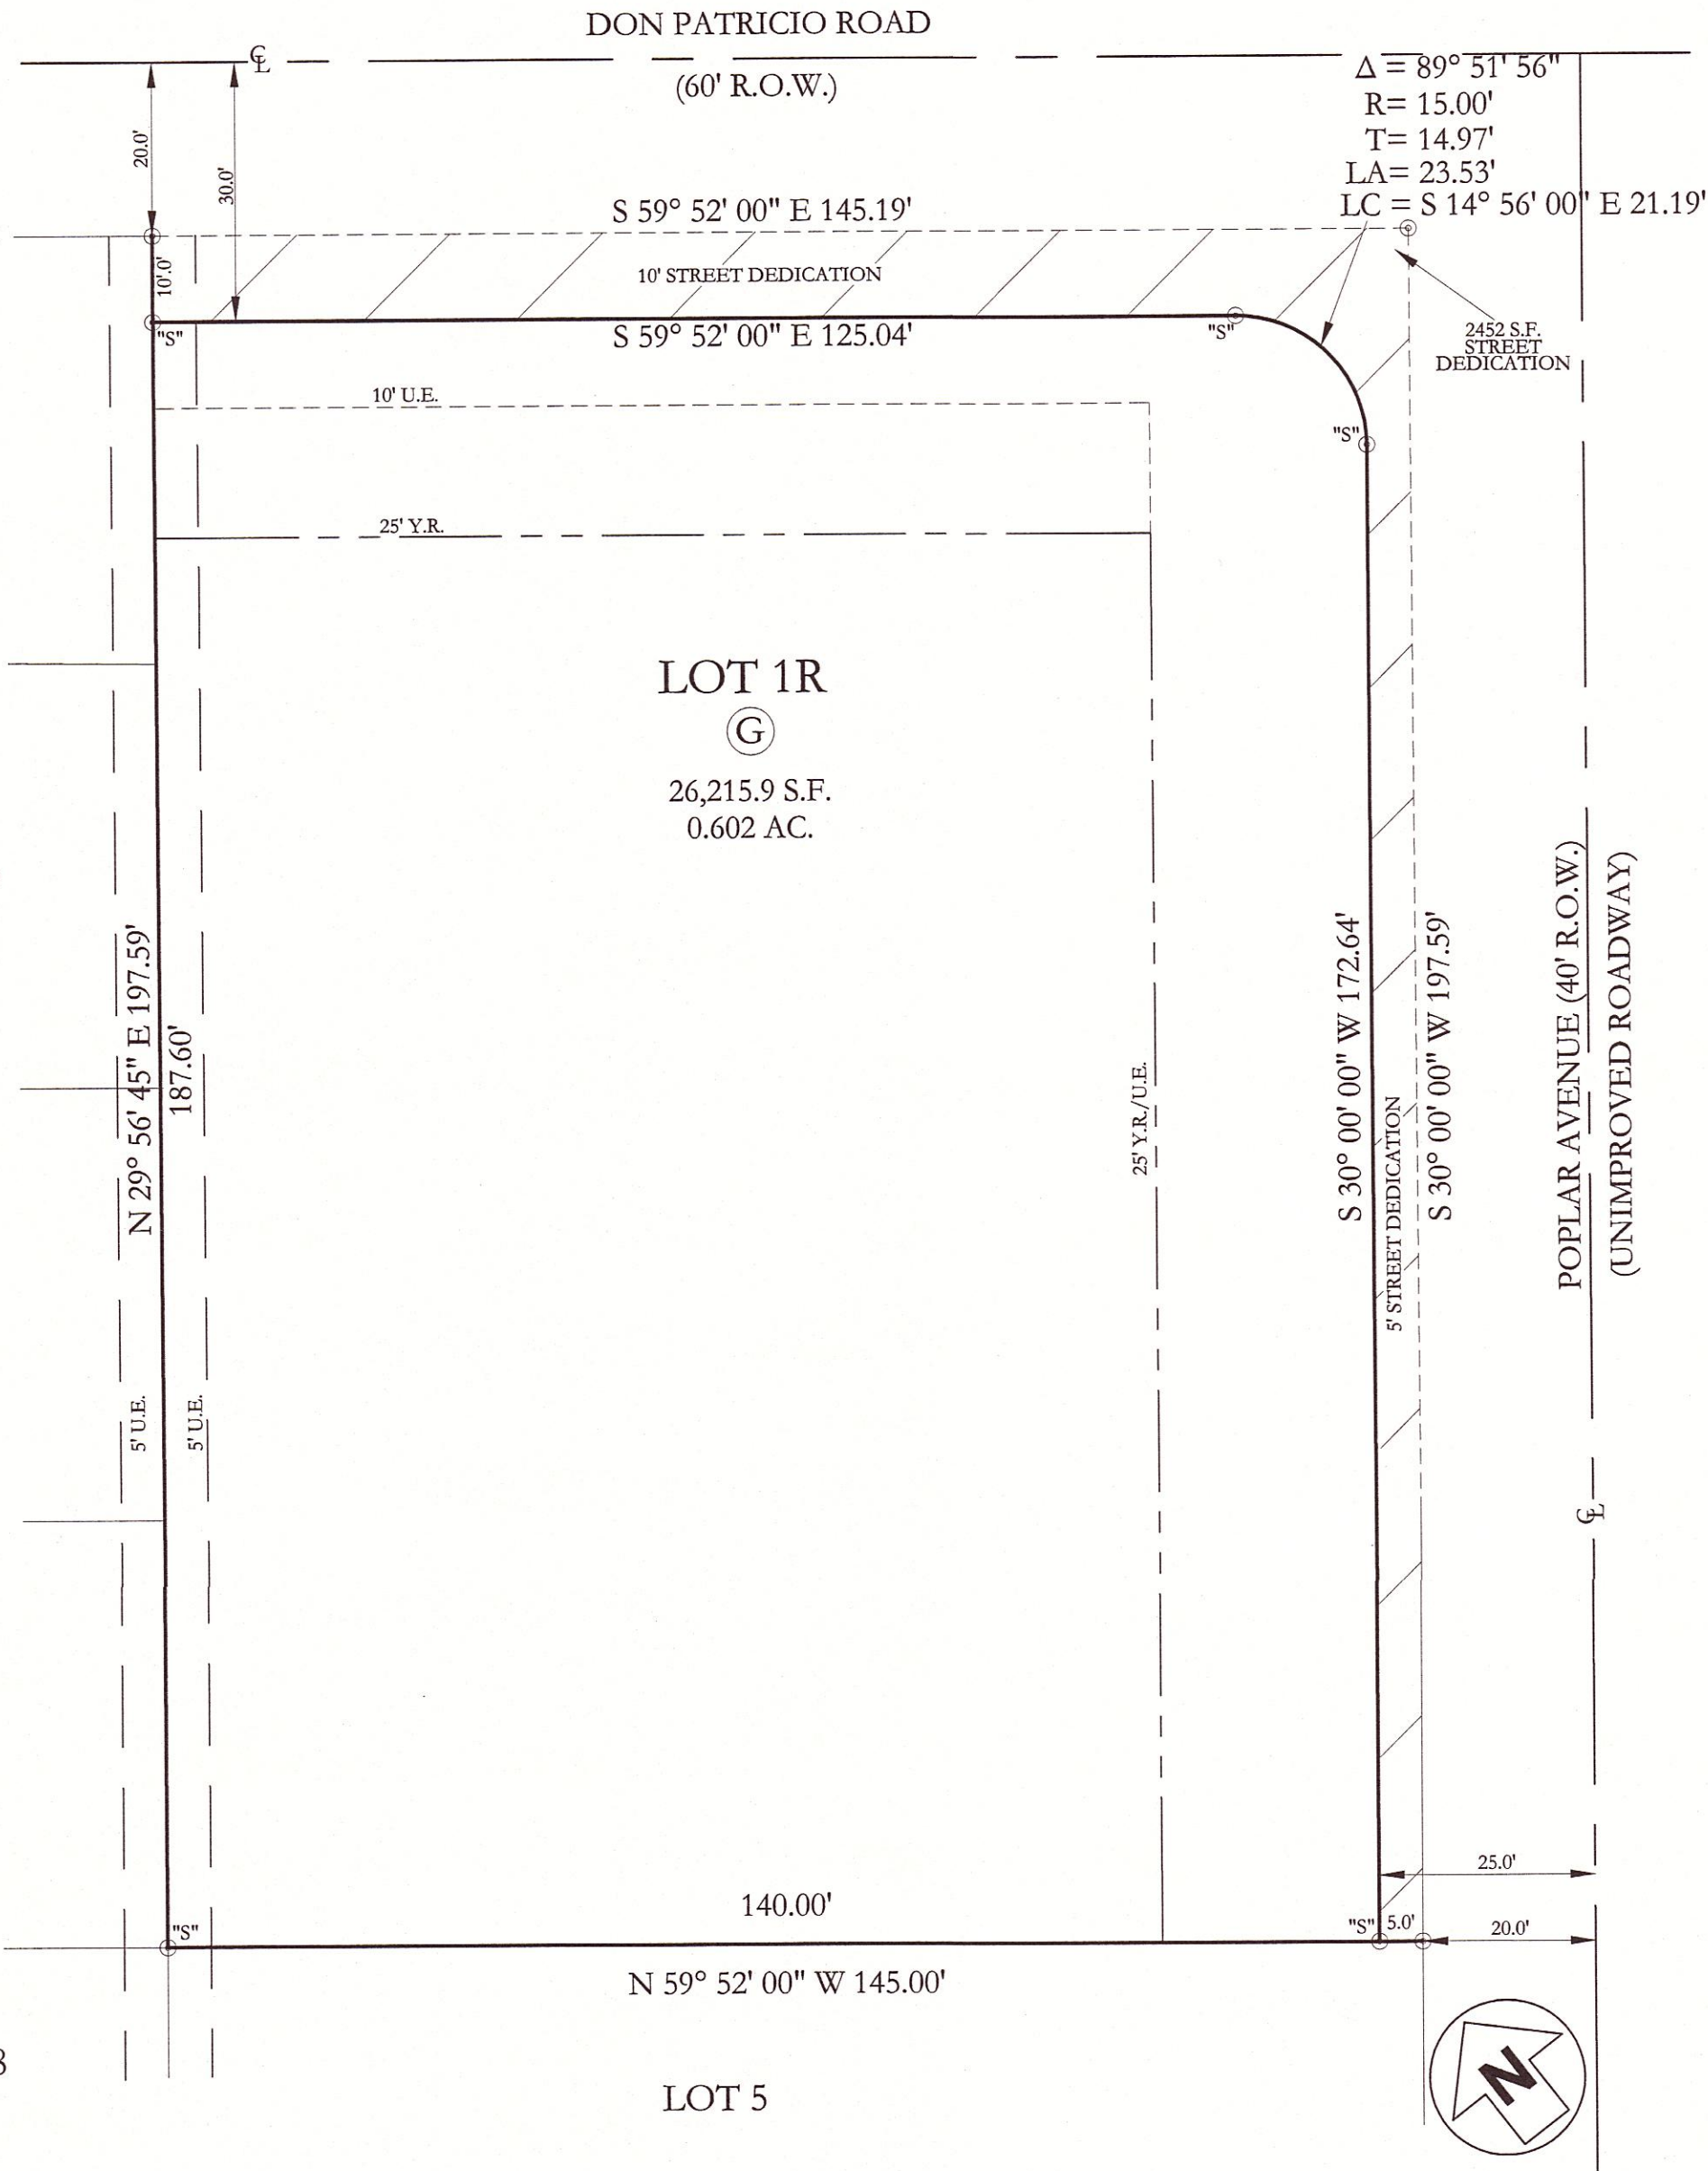 DON PATRICIO ROAD
℄
(60' R.O.W.)
Δ = 89° 51' 56"
R= 15.00'
T= 14.97'
LA= 23.53'
LC = S 14° 56' 00" E 21.19'
20.0'
30.0'
S 59° 52' 00" E 145.19'
10'.0'
10' STREET DEDICATION
"S"
S 59° 52' 00" E 125.04'
"S"
2452 S.F.
STREET
DEDICATION
10' U.E.
"S"
25' Y.R.
LOT 1R
G
26,215.9 S.F.
0.602 AC.
N 29° 56' 45" E 197.59'
187.60'
25' Y.R./U.E.
S 30° 00' 00" W 172.64'
5' STREET DEDICATION
S 30° 00' 00" W 197.59'
POPLAR AVENUE (40' R.O.W.)
(UNIMPROVED ROADWAY)
5' U.E.
5' U.E.
℄
25.0'
140.00'
"S"
"S"
5.0'
20.0'
N 59° 52' 00" W 145.00'
N
LOT 5